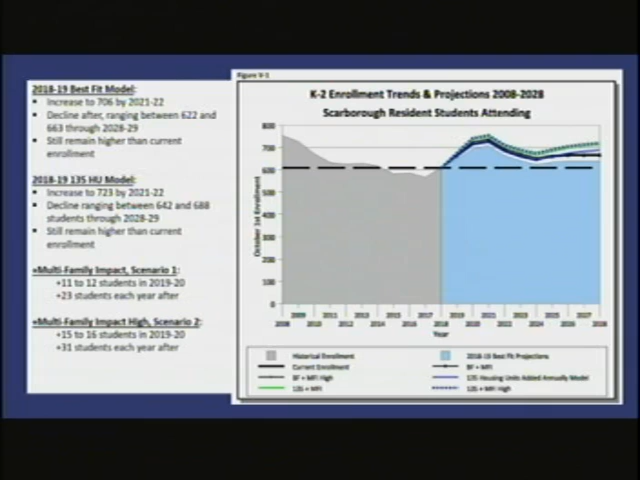 2018-19 Best Fit Model:
▪ Increase to 706 by 2021-22
▪ Decline after, ranging between 622 and
663 through 2028-29
▪ Still remain higher than current
enrollment
2018-19 135 HU Model:
▪ Increase to 723 by 2021-22
▪ Decline ranging between 642 and 688
students through 2028-29
▪ Still remain higher than current
enrollment
+Multi-Family Impact, Scenario 1:
+11 to 12 students in 2019-20
+23 students each year after
+Multi-Family Impact High, Scenario 2:
+15 to 16 students in 2019-20
+31 students each year after
Figure V-1
K-2 Enrollment Trends & Projections 2008-2028
Scarborough Resident Students Attending
October 1st Enrollment
800
700
600
500
400
300
200
100
0
2009 2011 2013 2015 2017 2019 2021 2023 2025 2027
2008 2010 2012 2014 2016 2018 2020 2022 2024 2026 2028
Year
Historical Enrollment
2018-19 Best Fit Projections
Current Enrollment
BF + MFI
BF + MFI High
Housing Units Added Annually Model
+ MFI
+ MFI High